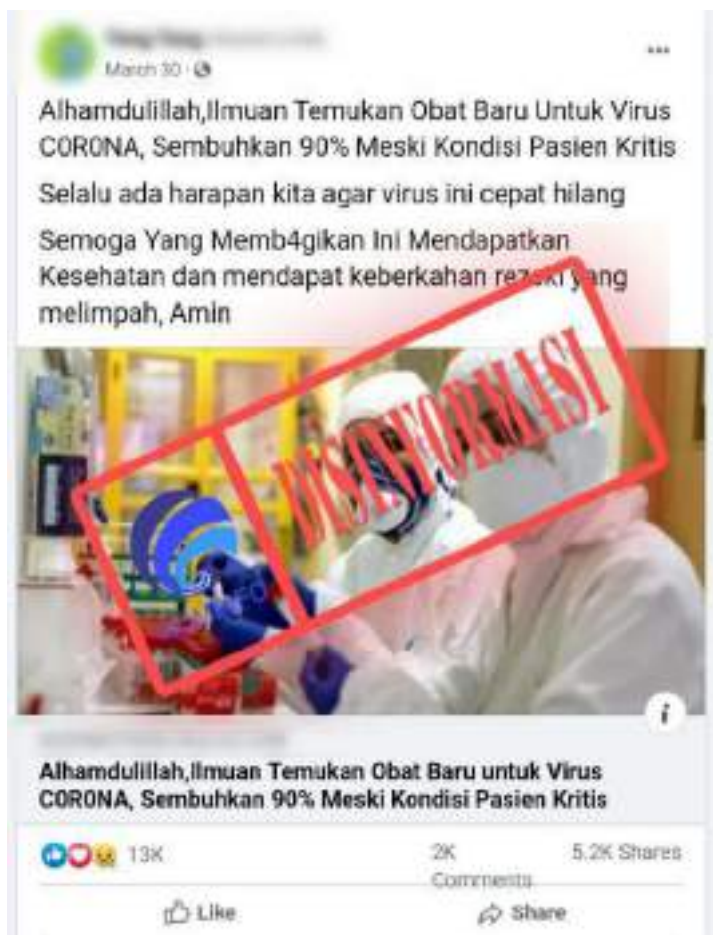 March 30
Alhamdulillah,Ilmuan Temukan Obat Baru Untuk Virus
C0R0NA, Sembuhkan 90% Meski Kondisi Pasien Kritis
Selalu ada harapan kita agar virus ini cepat hilang
Semoga Yang Memb4gikan Ini Mendapatkan
Kesehatan dan mendapat keberkahan rezeki yang
melimpah, Amin
DISINFORMASI
Alhamdulillah,Ilmuan Temukan Obat Baru untuk Virus
C0R0NA, Sembuhkan 90% Meski Kondisi Pasien Kritis
13K 2K Comments 5.2K Shares
Like Share